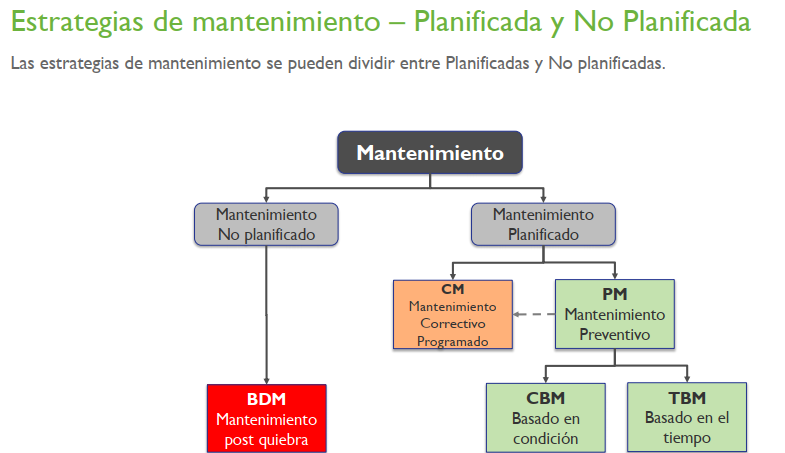 Estrategias de mantenimiento – Planificada y No Planificada
Las estrategias de mantenimiento se pueden dividir entre Planificadas y No planificadas.
Mantenimiento
Mantenimiento
No planificado
Mantenimiento
Planificado
CM
Mantenimiento
Correctivo
Programado
PM
Mantenimiento
Preventivo
BDM
Mantenimiento
post quiebra
CBM
Basado en
condición
TBM
Basado en el
tiempo